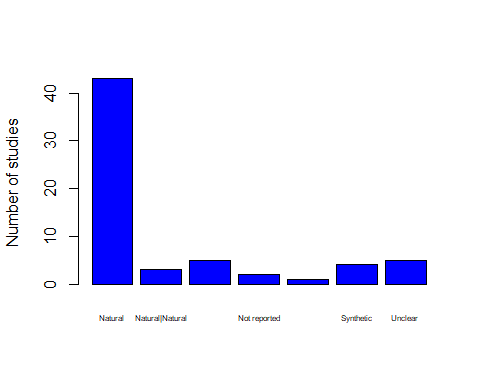 Number of studies
40
30
20
10
0
Natural
Natural|Natural
Not reported
Synthetic
Unclear